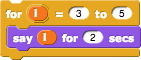 for i = 3 to 5
say i for 2 secs